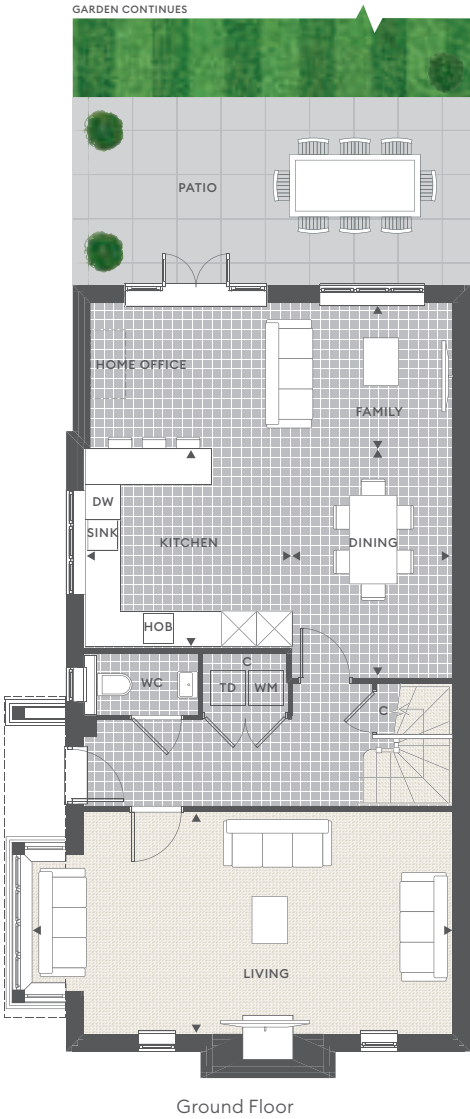 GARDEN CONTINUES
PATIO
HOME OFFICE
FAMILY
DW
SINK
KITCHEN
DINING
HOB
C
WC
TD
WM
C
LIVING
Ground Floor